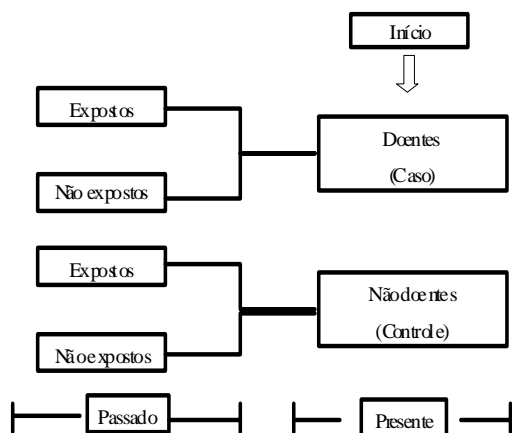 Início
Expostos
Doentes
(Caso)
Não expostos
Expostos
Não doentes
(Controle)
Não expostos
Passado
Presente